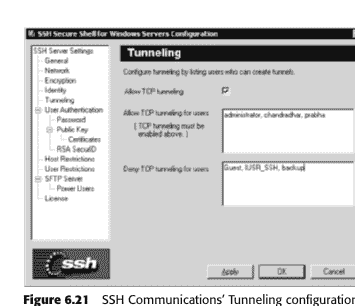 SSH Secure Shell for Windows Servers Configuration
SSH Server Settings
General
Network
Encryption
Identity
Tunneling
User Authentication
Password
Public Key
Certificates
RSA SecurID
Host Restrictions
User Restrictions
SFTP Server
Power Users
License
Tunneling
Configure tunneling by listing users who can create tunnels.
Allow TCP tunneling
Allow TCP tunneling for users
( TCP tunneling must be
enabled above. )
administrator, chandradhar, prabha
Deny TCP tunneling for users
Guest, IUSR_SSH, backup
ssh
Apply
OK
Cancel
Figure 6.21 SSH Communications' Tunneling configuration